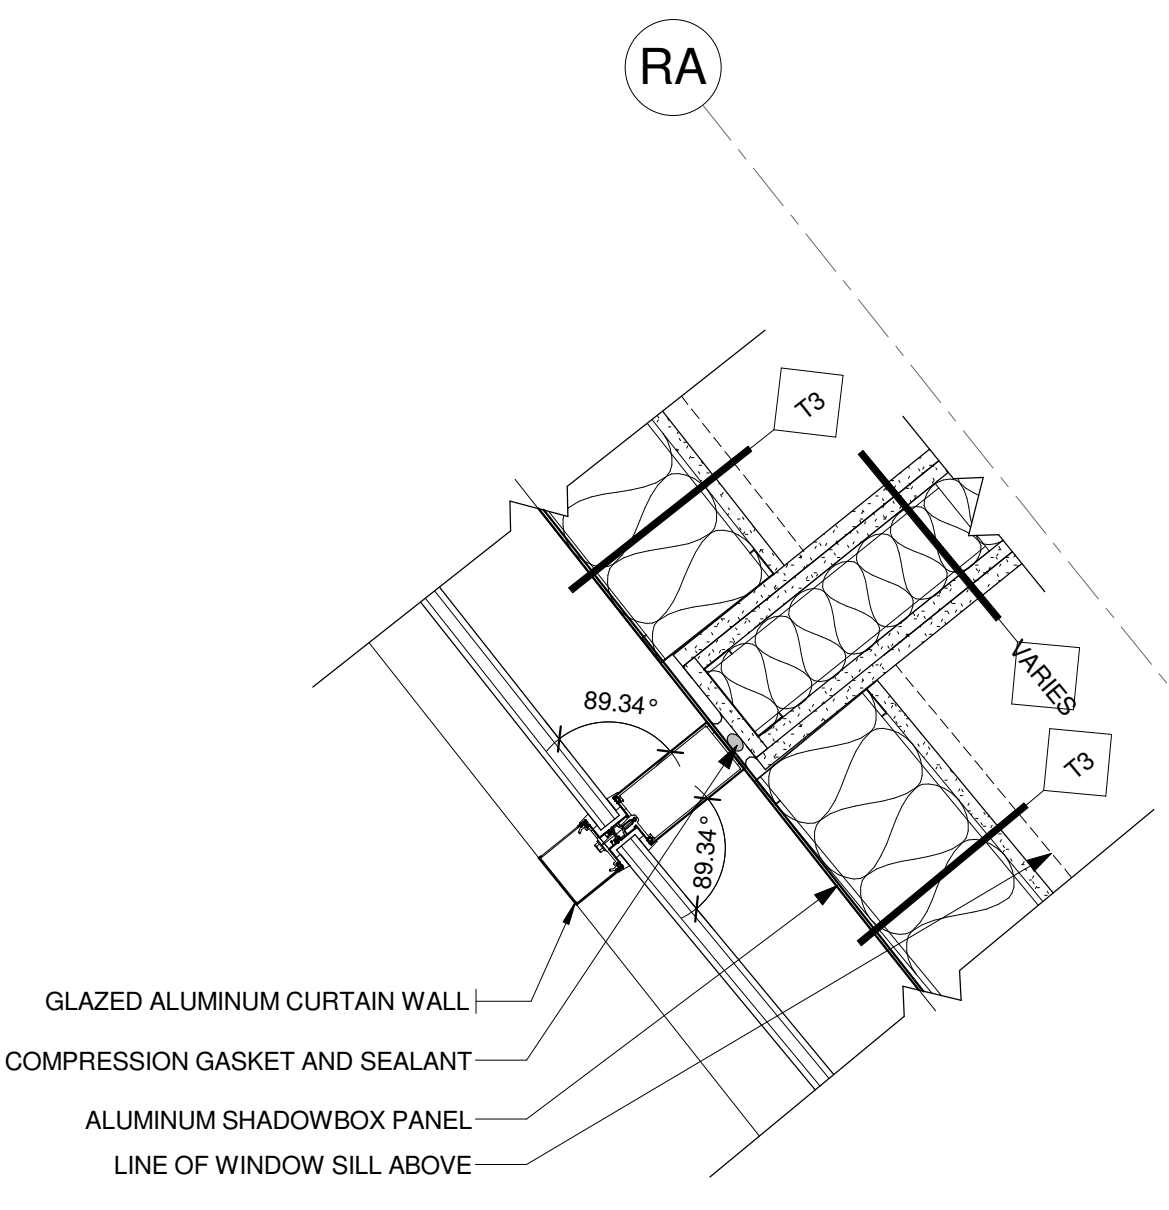 RA
T3
VARIES
89.34°
T3
89.34°
GLAZED ALUMINUM CURTAIN WALL
COMPRESSION GASKET AND SEALANT
ALUMINUM SHADOWBOX PANEL
LINE OF WINDOW SILL ABOVE